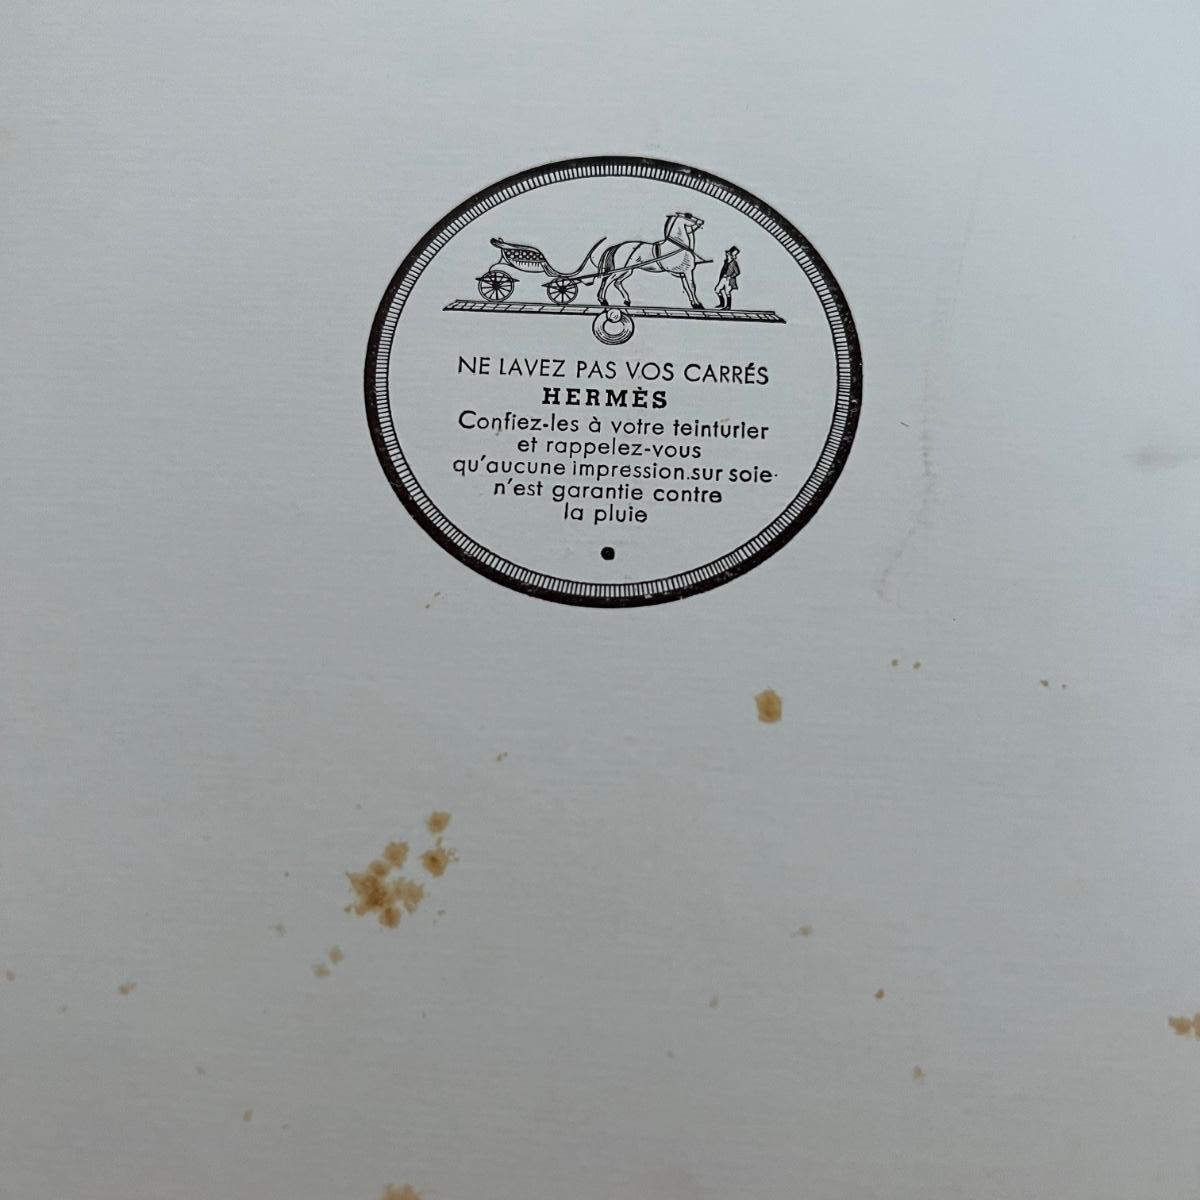 NE LAVEZ PAS VOS CARRÉS
HERMÈS
Confiez-les à votre teinturier
et rappelez-vous
qu'aucune impression sur soie
n'est garantie contre
la pluie